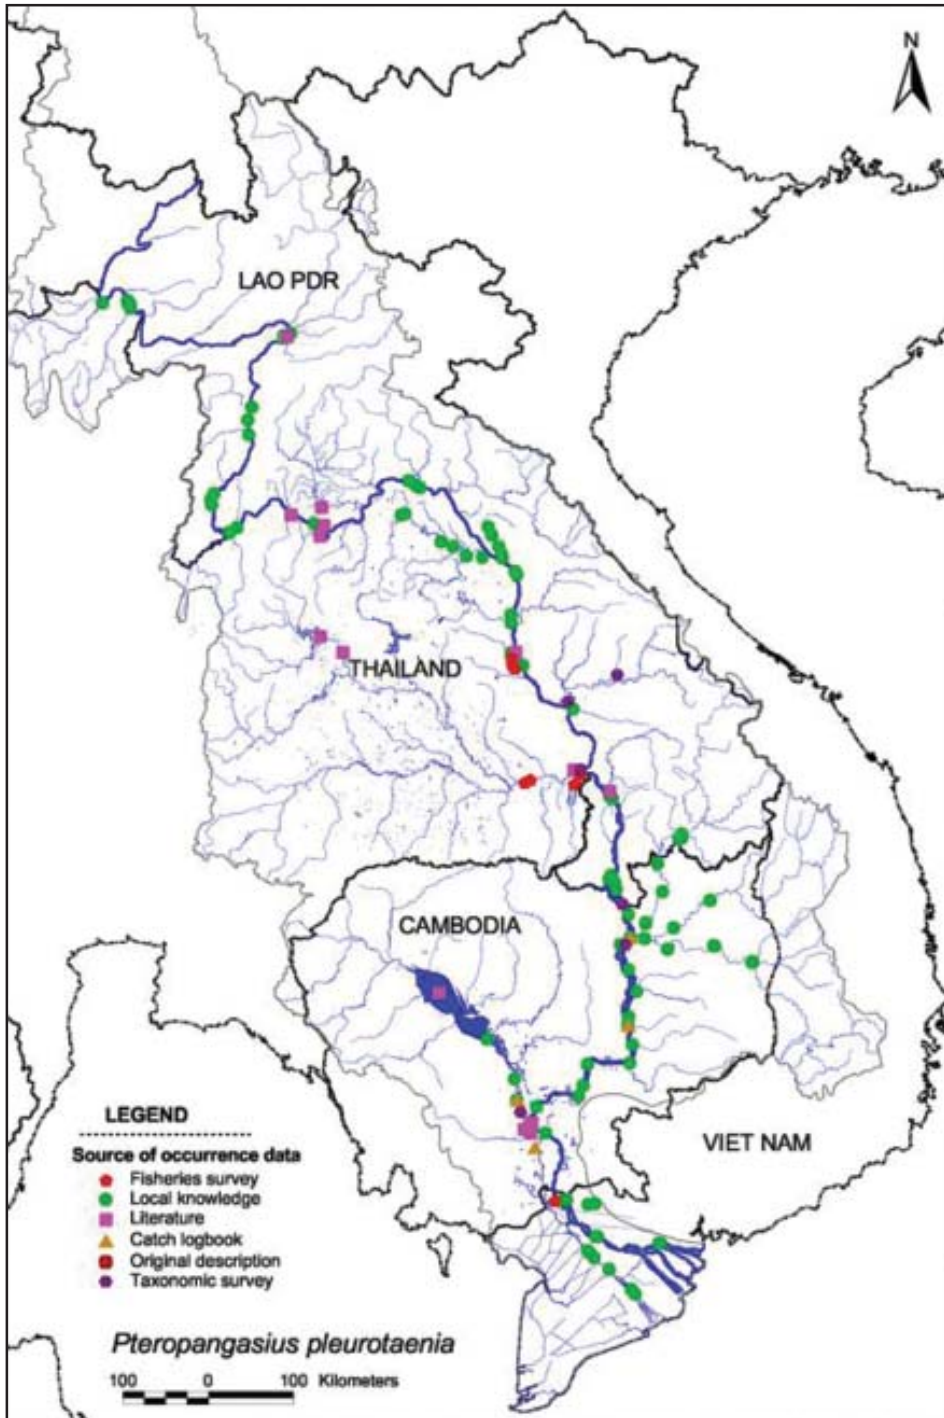 N
LAO PDR
THAILAND
CAMBODIA
LEGEND
VIET NAM
Source of occurrence data
Fisheries survey
Local knowledge
Literature
Catch logbook
Original description
Taxonomic survey
Pteropangasius pleurotaenia
100 0 100 Kilometers